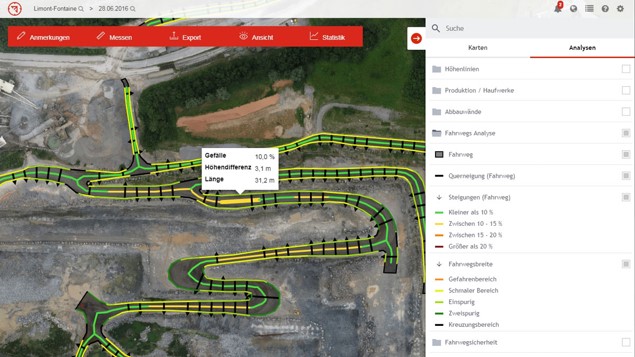 Limont-Fontaine > 28.06.2016
Anmerkungen Messen Export Ansicht Statistik
Suche
Karten Analysen
Höhenlinien
Produktion / Haufwerke
Abbauwände
Fahrwegs Analyse
Fahrweg
Querneigung (Fahrweg)
Steigungen (Fahrweg)
Kleiner als 10 %
Zwischen 10 - 15 %
Zwischen 15 - 20 %
Größer als 20 %
Fahrwegsbreite
Gefahrenbereich
Schmaler Bereich
Einspurig
Zweispurig
Kreuzungsbereich
Fahrwegsicherheit
Gefälle 10,0 %
Höhendifferenz 3,1 m
Länge 31,2 m